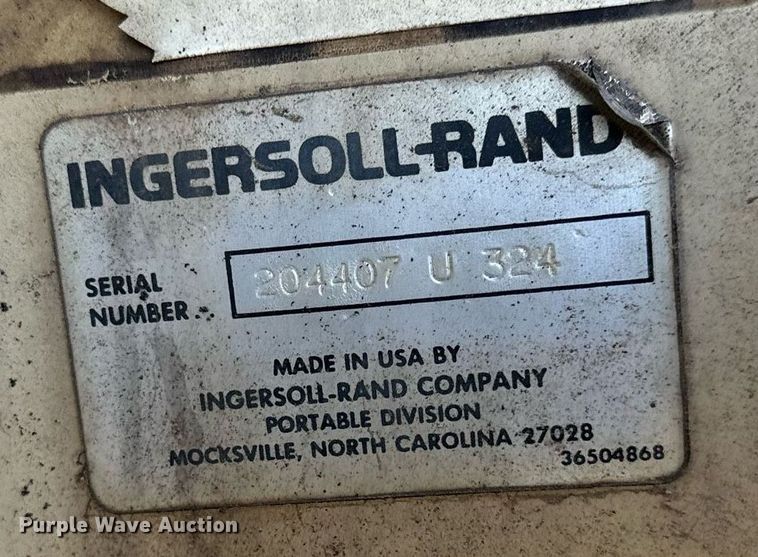 INGERSOLL-RAND
SERIAL
NUMBER
204407 U 324
MADE IN USA BY
INGERSOLL-RAND COMPANY
PORTABLE DIVISION
MOCKSVILLE, NORTH CAROLINA 27028
36504868
Purple Wave Auction